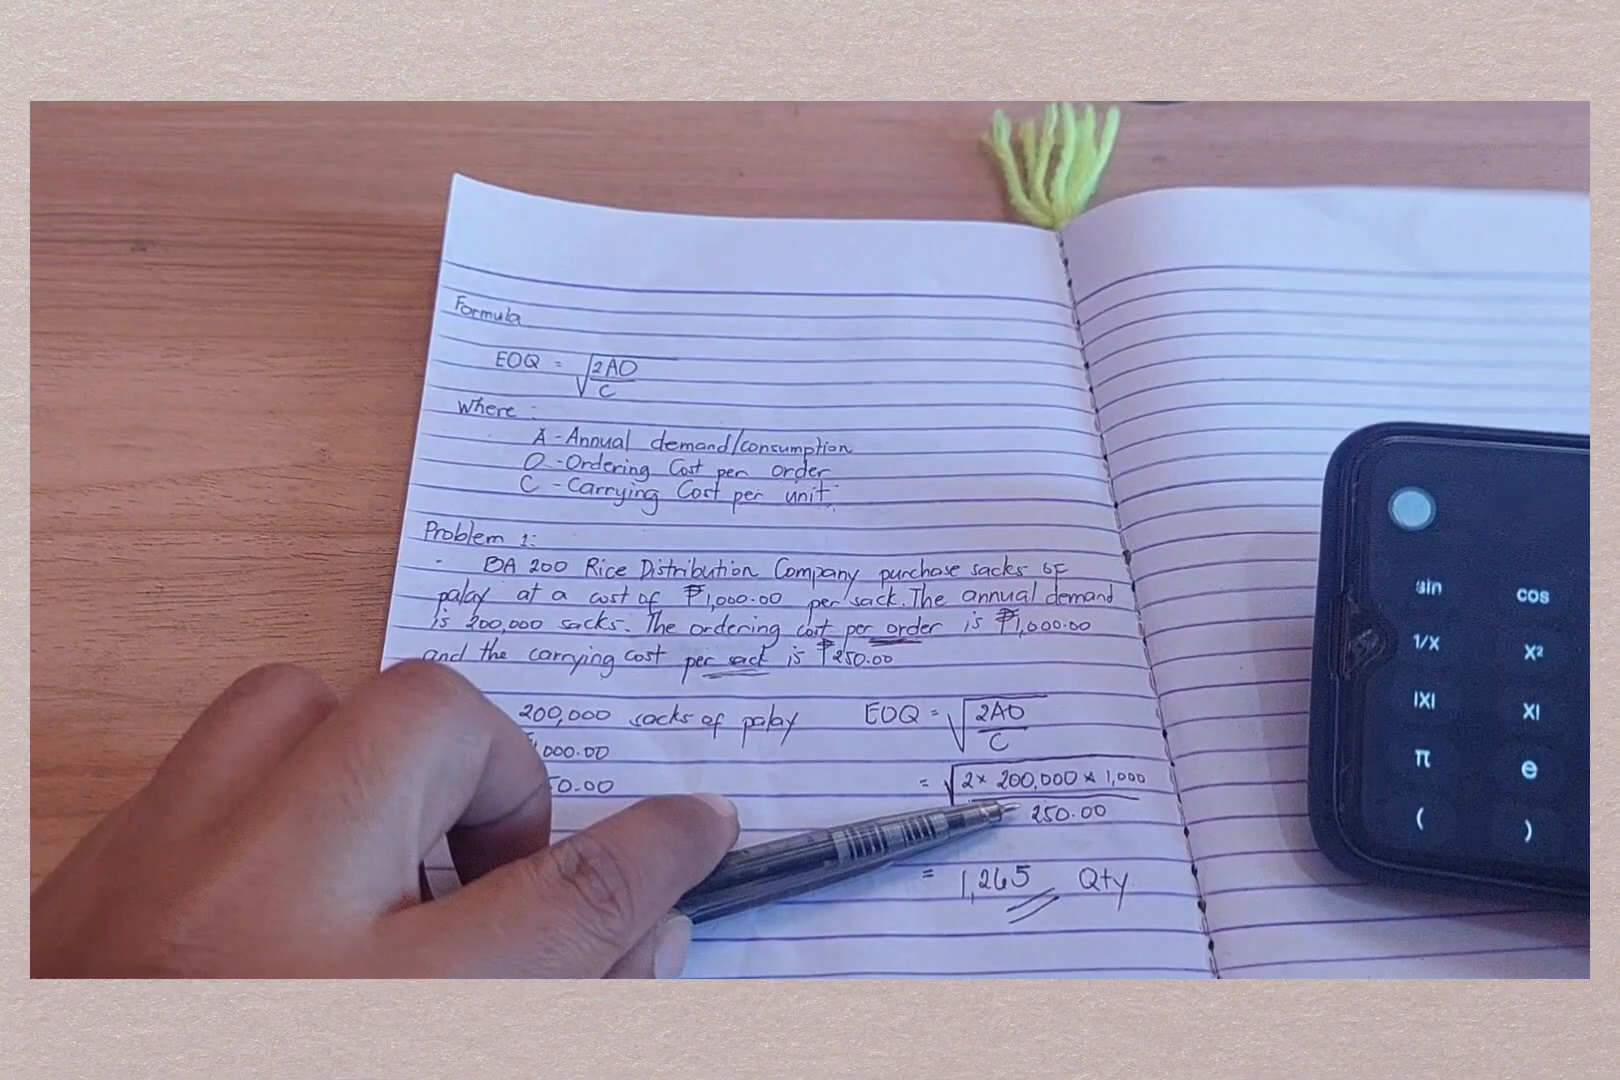 Formula
EOQ = √2AO
C
Where :
A - Annual demand/consumption
O - Ordering Cost per order
C - Carrying Cost per unit.
Problem 1:
- BA 200 Rice Distribution Company purchase sacks of
palay at a cost of ₱1,000.00 per sack. The annual demand
is 200,000 sacks. The ordering cost per order is ₱1,000.00
and the carrying cost per sack is ₱250.00
200,000 sacks of palay
,000.00
50.00
EOQ = √2AO
C
= √2 × 200,000 × 1,000
250.00
= 1,265 Qty
sin cos
1/X X²
|X| X!
π e
( )